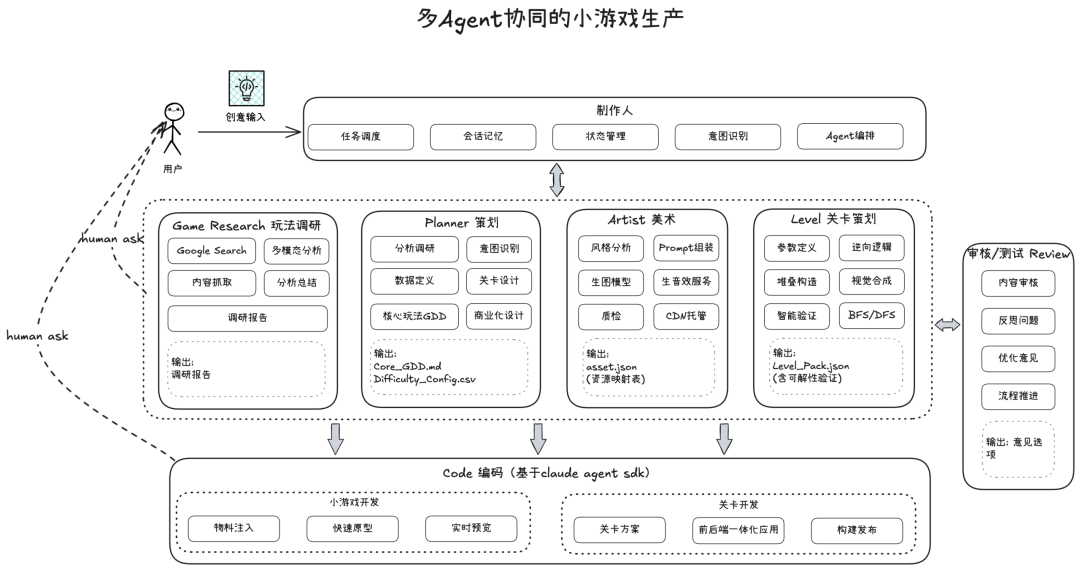 多Agent协同的小游戏生产
创意输入
用户
制作人
任务调度
会话记忆
状态管理
意图识别
Agent编排
human ask
human ask
Game Research 玩法调研
Google Search
多模态分析
内容抓取
分析总结
调研报告
输出:
调研报告
Planner 策划
分析调研
意图识别
数据定义
关卡设计
核心玩法GDD
商业化设计
输出:
Core_GDD.md
Difficulty_Config.csv
Artist 美术
风格分析
Prompt组装
生图模型
生音效服务
质检
CDN托管
输出:
asset.json
(资源映射表)
Level 关卡策划
参数定义
逆向逻辑
堆叠构造
视觉合成
智能验证
BFS/DFS
输出:
Level_Pack.json
(含可解性验证)
审核/测试 Review
内容审核
反思问题
优化意见
流程推进
输出: 意见选
项
Code 编码（基于claude agent sdk）
小游戏开发
物料注入
快速原型
实时预览
关卡开发
关卡方案
前后端一体化应用
构建发布